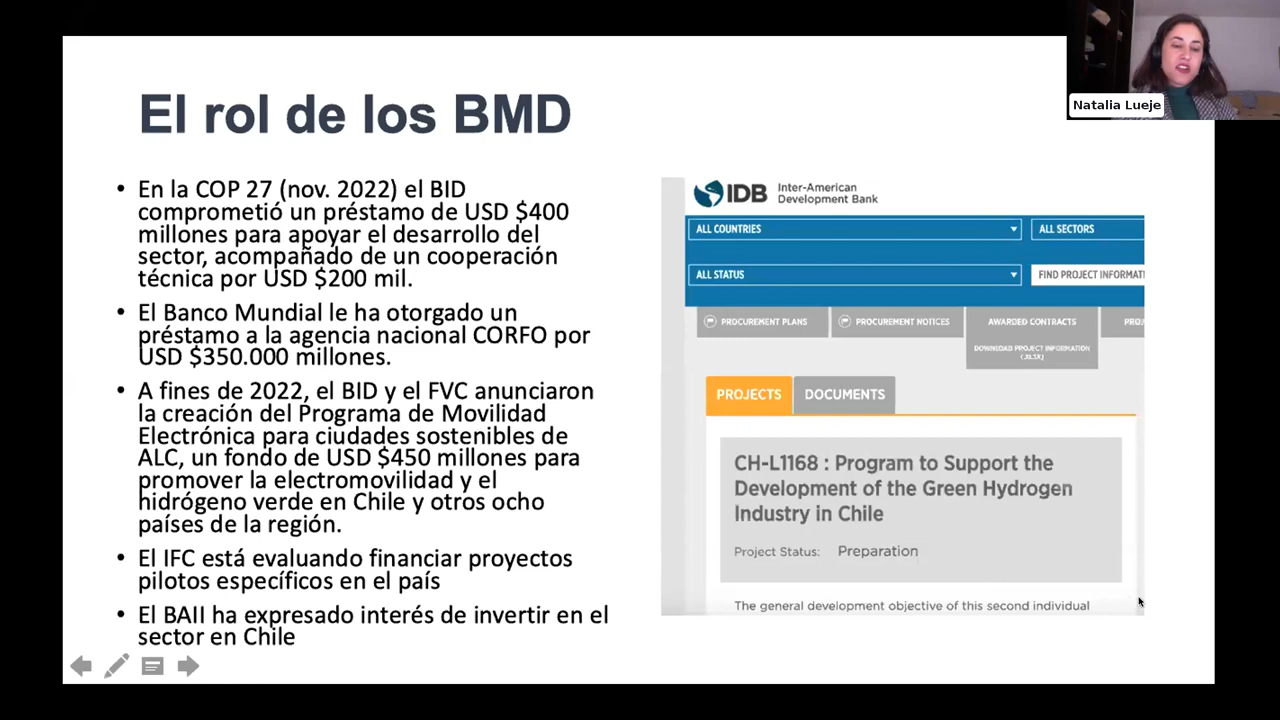 Natalia Lueje
El rol de los BMD
• En la COP 27 (nov. 2022) el BID
comprometió un préstamo de USD $400
millones para apoyar el desarrollo del
sector, acompañado de un cooperación
técnica por USD $200 mil.
• El Banco Mundial le ha otorgado un
préstamo a la agencia nacional CORFO por
USD $350.000 millones.
• A fines de 2022, el BID y el FVC anunciaron
la creación del Programa de Movilidad
Electrónica para ciudades sostenibles de
ALC, un fondo de USD $450 millones para
promover la electromovilidad y el
hidrógeno verde en Chile y otros ocho
países de la región.
• El IFC está evaluando financiar proyectos
pilotos específicos en el país
• El BAII ha expresado interés de invertir en el
sector en Chile
IDB Inter-American
Development Bank
ALL COUNTRIES ALL SECTORS
ALL STATUS FIND PROJECT INFORMATI
PROCUREMENT PLANS PROCUREMENT NOTICES AWARDED CONTRACTS PROJ
DOWNLOAD PROJECT INFORMATION
(.XLSX)
PROJECTS DOCUMENTS
CH-L1168 : Program to Support the
Development of the Green Hydrogen
Industry in Chile
Project Status: Preparation
The general development objective of this second individual